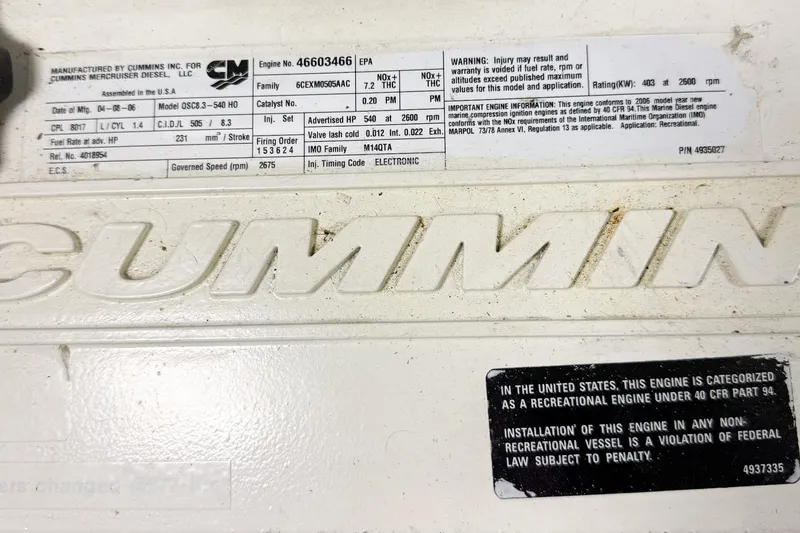 MANUFACTURED BY CUMMINS INC. FOR
CUMMINS MERCRUISER DIESEL, LLC
CM
Assembled in the U.S.A
Date of Mfg. 04-08-06 Model QSC8.3-540 HO
CPL 8017 L / CYL 1.4 C.I.D./L 505 / 8.3
Fuel Rate at adv. HP 231 mm³ / Stroke
Ref. No. 4018954
E.C.S. Governed Speed (rpm) 2675
Engine No. 46603466 EPA
Family 6CEXM0505AAC 7.2 NOx+ THC NOx+ THC
Catalyst No. 0.20 PM PM
Inj. Set Advertised HP 540 at 2600 rpm
Valve lash cold 0.012 Int. 0.022 Exh.
Firing Order
153624
IMO Family M140TA
Inj. Timing Code ELECTRONIC
WARNING: Injury may result and
warranty is voided if fuel rate, rpm or
altitudes exceed published maximum
values for this model and application.
Rating(KW): 403 at 2600 rpm
IMPORTANT ENGINE INFORMATION: This engine conforms to 2006 model year new
marine compression ignition engines as defined by 40 CFR 94. This Marine Diesel engine
conforms with the NOx requirements of the International Maritime Organization (IMO)
MARPOL 73/78 Annex VI, Regulation 13 as applicable. Application: Recreational.
P/N 4935027
CUMMIN
IN THE UNITED STATES, THIS ENGINE IS CATEGORIZED
AS A RECREATIONAL ENGINE UNDER 40 CFR PART 94.
INSTALLATION OF THIS ENGINE IN ANY NON-
RECREATIONAL VESSEL IS A VIOLATION OF FEDERAL
LAW SUBJECT TO PENALTY.
4937335
ers changed